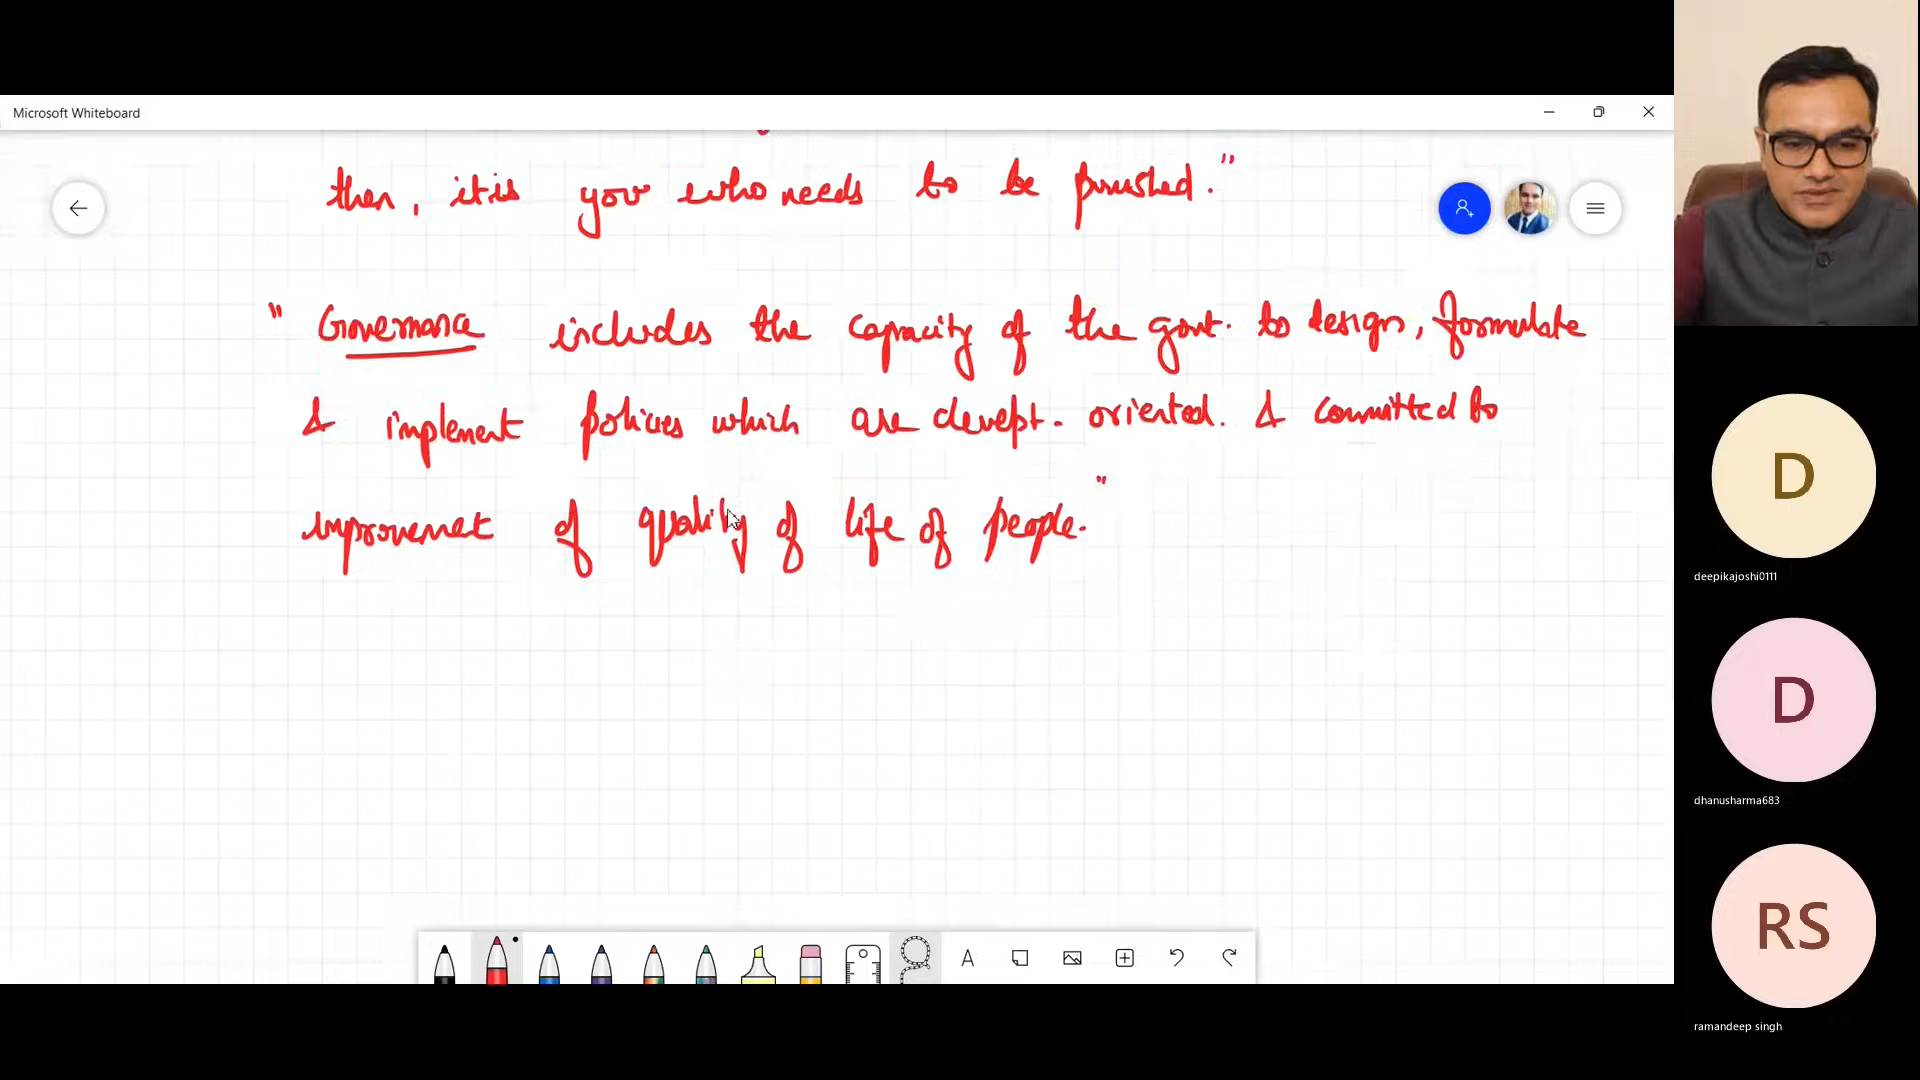 Microsoft Whiteboard
then, it is you who needs to be punished."
" Governance includes the capacity of the govt. to design, formulate
& implement policies which are devept. oriented. & committed to
improvement of quality of life of people."
A
D
deepikajoshi0111
D
dhanusharma683
RS
ramandeep singh